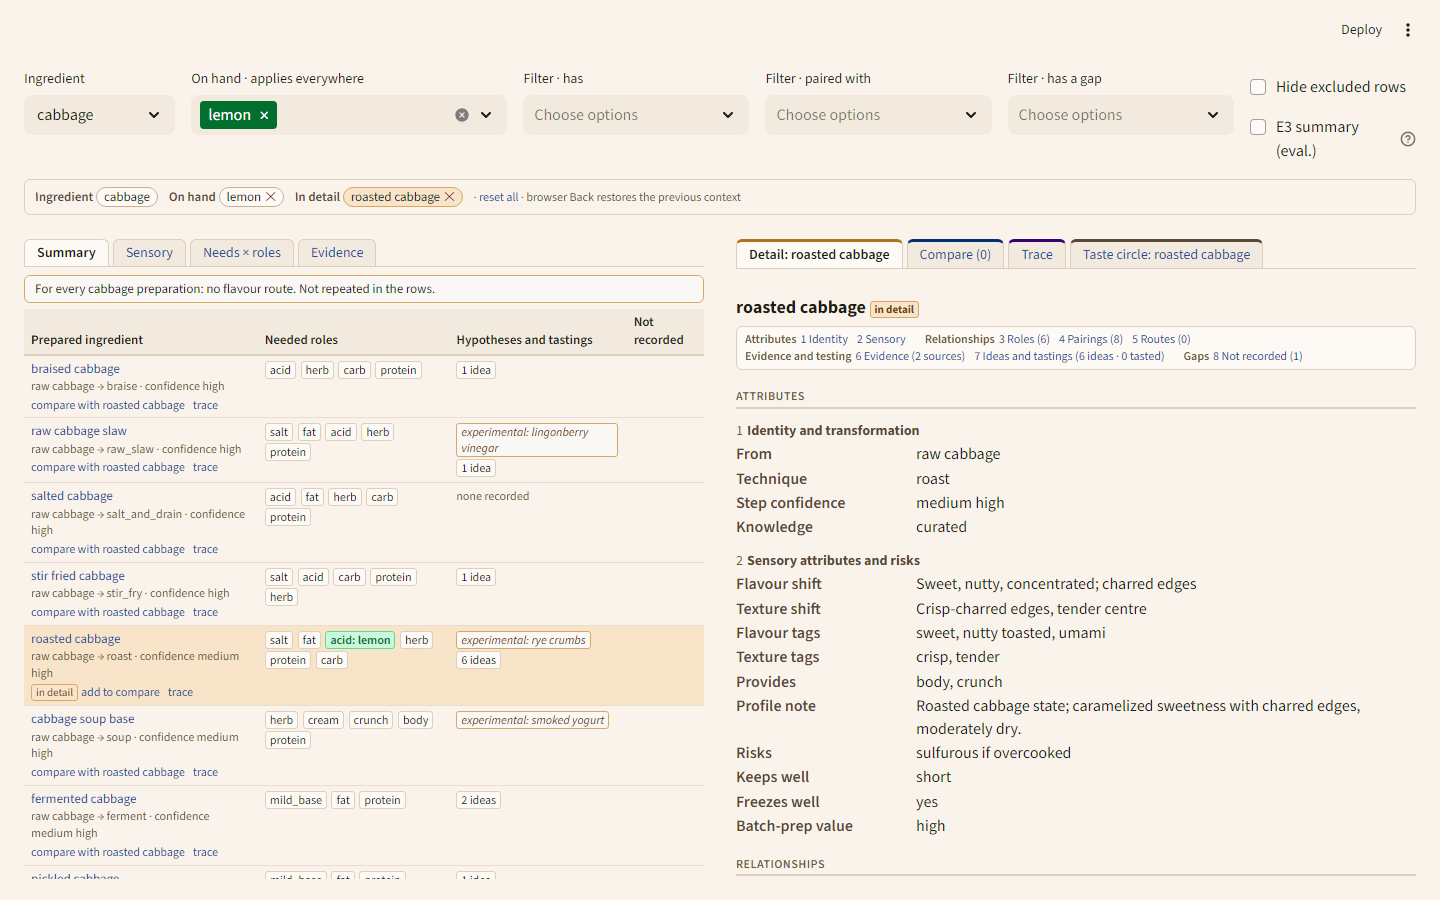 Deploy
Ingredient
On hand · applies everywhere
Filter · has
Filter · paired with
Filter · has a gap
cabbage
lemon ×
Choose options
Choose options
Choose options
Hide excluded rows
E3 summary
(eval.)
Ingredient cabbage On hand lemon × In detail roasted cabbage × · reset all · browser Back restores the previous context
Summary
Sensory
Needs × roles
Evidence
For every cabbage preparation: no flavour route. Not repeated in the rows.
Prepared ingredient
Needed roles
Hypotheses and tastings
Not
recorded
braised cabbage
raw cabbage → braise · confidence high
compare with roasted cabbage trace
acid herb carb protein
1 idea
raw cabbage slaw
raw cabbage → raw_slaw · confidence high
compare with roasted cabbage trace
salt fat acid herb
protein
experimental: lingonberry
vinegar
1 idea
salted cabbage
raw cabbage → salt_and_drain · confidence
high
compare with roasted cabbage trace
acid fat herb carb
protein
none recorded
stir fried cabbage
raw cabbage → stir_fry · confidence high
compare with roasted cabbage trace
salt acid carb protein
herb
1 idea
roasted cabbage
raw cabbage → roast · confidence medium
high
in detail add to compare trace
salt fat acid: lemon herb
protein carb
experimental: rye crumbs
6 ideas
cabbage soup base
raw cabbage → soup · confidence medium
high
compare with roasted cabbage trace
herb cream crunch body
protein
experimental: smoked yogurt
fermented cabbage
raw cabbage → ferment · confidence
medium high
compare with roasted cabbage trace
mild_base fat protein
2 ideas
pickled cabbage
mild_base fat protein
1 idea
Detail: roasted cabbage
Compare (0)
Trace
Taste circle: roasted cabbage
roasted cabbage in detail
Attributes 1 Identity 2 Sensory Relationships 3 Roles (6) 4 Pairings (8) 5 Routes (0)
Evidence and testing 6 Evidence (2 sources) 7 Ideas and tastings (6 ideas · 0 tasted) Gaps 8 Not recorded (1)
ATTRIBUTES
1 Identity and transformation
From raw cabbage
Technique roast
Step confidence medium high
Knowledge curated
2 Sensory attributes and risks
Flavour shift Sweet, nutty, concentrated; charred edges
Texture shift Crisp-charred edges, tender centre
Flavour tags sweet, nutty toasted, umami
Texture tags crisp, tender
Provides body, crunch
Profile note Roasted cabbage state; caramelized sweetness with charred edges,
moderately dry.
Risks sulfurous if overcooked
Keeps well short
Freezes well yes
Batch-prep value high
RELATIONSHIPS